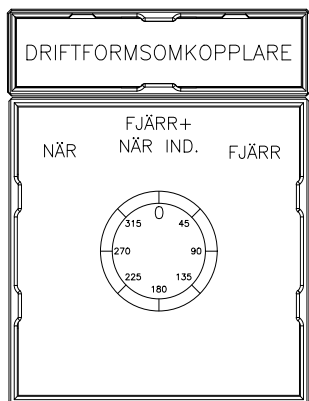 DRIFTFORMSOMKOPPLARE
FJÄRR+
NÄR NÄR IND. FJÄRR
0
315 45
270 90
225 135
180